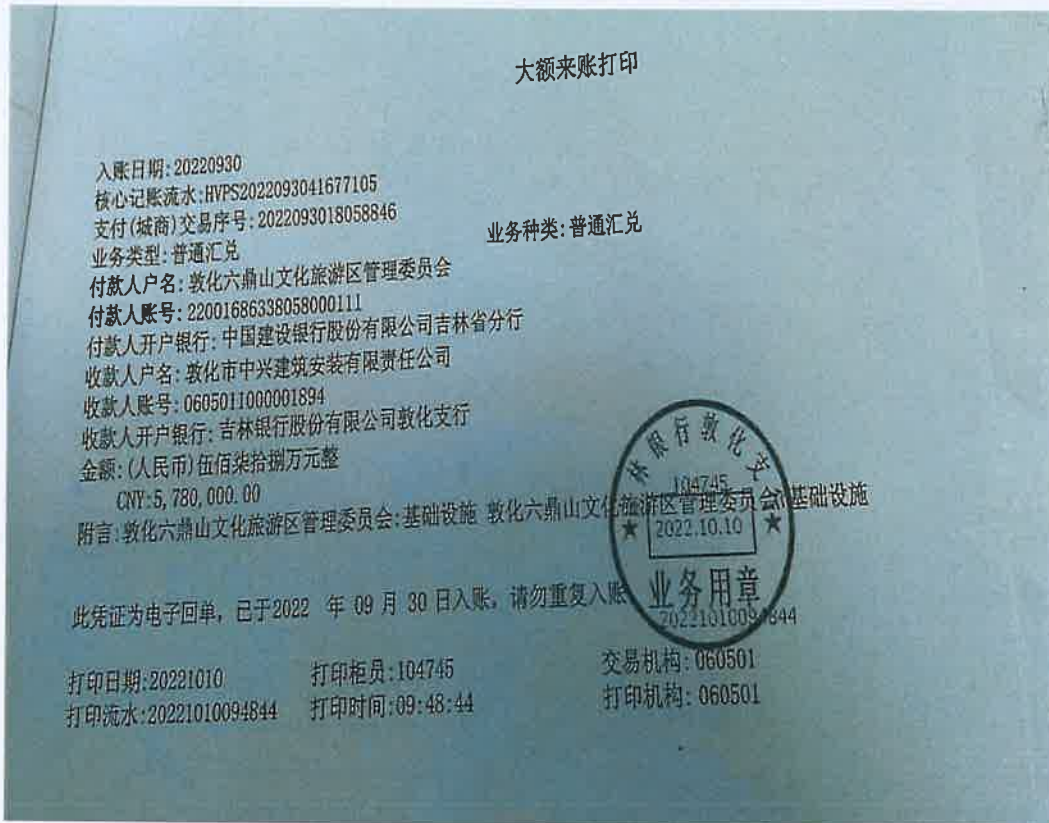 大额来账打印
入账日期:20220930
核心记账流水:HVPS2022093041677105
支付(城商)交易序号:2022093018058846
业务类型:普通汇兑 业务种类:普通汇兑
付款人户名:敦化六鼎山文化旅游区管理委员会
付款人账号:22001686338058000111
付款人开户银行:中国建设银行股份有限公司吉林省分行
收款人户名:敦化市中兴建筑安装有限责任公司
收款人账号:0605011000001894
收款人开户银行:吉林银行股份有限公司敦化支行
金额:(人民币)伍佰柒拾捌万元整
CNY:5,780,000.00
附言:敦化六鼎山文化旅游区管理委员会:基础设施 敦化六鼎山文化旅游区管理委员会:基础设施
林银行敦化支
104745
2022.10.10
业务用章
20221010094844
此凭证为电子回单，已于2022 年 09 月 30 日入账，请勿重复入账
打印日期:20221010 打印柜员:104745 交易机构:060501
打印流水:20221010094844 打印时间:09:48:44 打印机构:060501